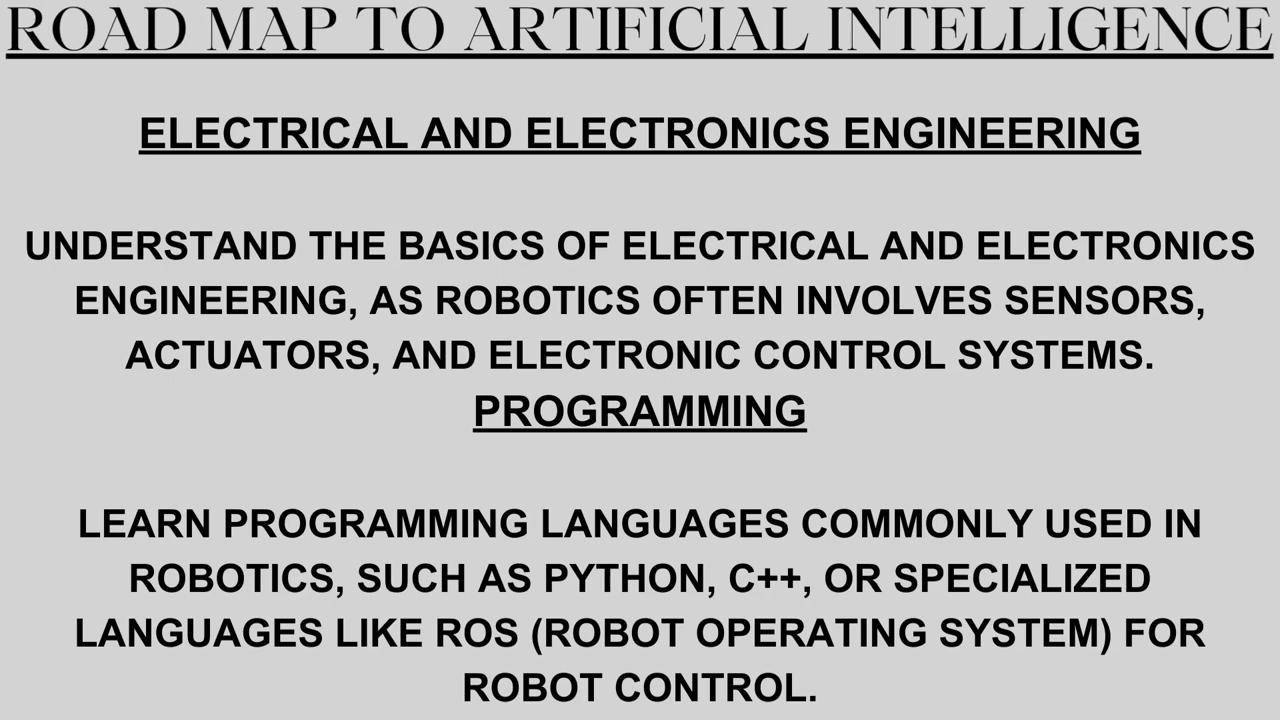 ROAD MAP TO ARTIFICIAL INTELLIGENCE
ELECTRICAL AND ELECTRONICS ENGINEERING
UNDERSTAND THE BASICS OF ELECTRICAL AND ELECTRONICS
ENGINEERING, AS ROBOTICS OFTEN INVOLVES SENSORS,
ACTUATORS, AND ELECTRONIC CONTROL SYSTEMS.
PROGRAMMING
LEARN PROGRAMMING LANGUAGES COMMONLY USED IN
ROBOTICS, SUCH AS PYTHON, C++, OR SPECIALIZED
LANGUAGES LIKE ROS (ROBOT OPERATING SYSTEM) FOR
ROBOT CONTROL.